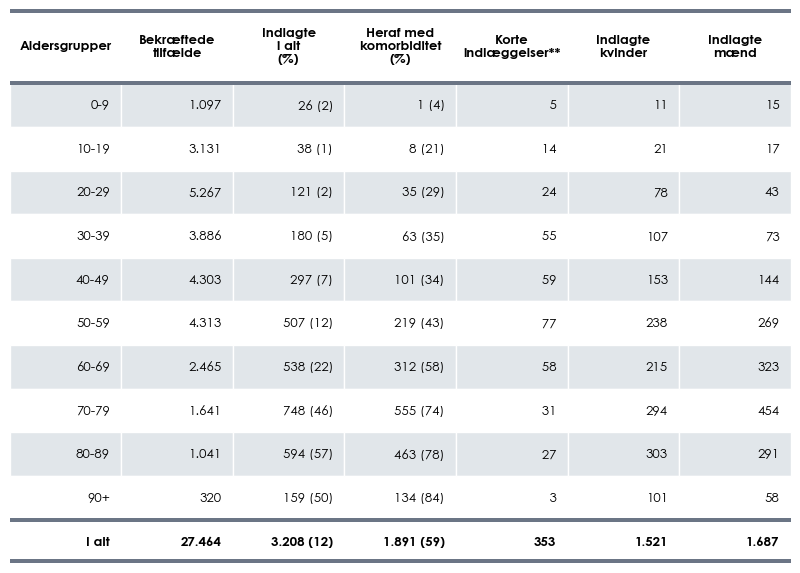 Aldersgrupper Bekræftede tilfælde Indlagte I alt (%) Heraf med komorbiditet (%) Korte indlæggelser** Indlagte kvinder Indlagte mænd
0-9 1.097 26 (2) 1 (4) 5 11 15
10-19 3.131 38 (1) 8 (21) 14 21 17
20-29 5.267 121 (2) 35 (29) 24 78 43
30-39 3.886 180 (5) 63 (35) 55 107 73
40-49 4.303 297 (7) 101 (34) 59 153 144
50-59 4.313 507 (12) 219 (43) 77 238 269
60-69 2.465 538 (22) 312 (58) 58 215 323
70-79 1.641 748 (46) 555 (74) 31 294 454
80-89 1.041 594 (57) 463 (78) 27 303 291
90+ 320 159 (50) 134 (84) 3 101 58
I alt 27.464 3.208 (12) 1.891 (59) 353 1.521 1.687